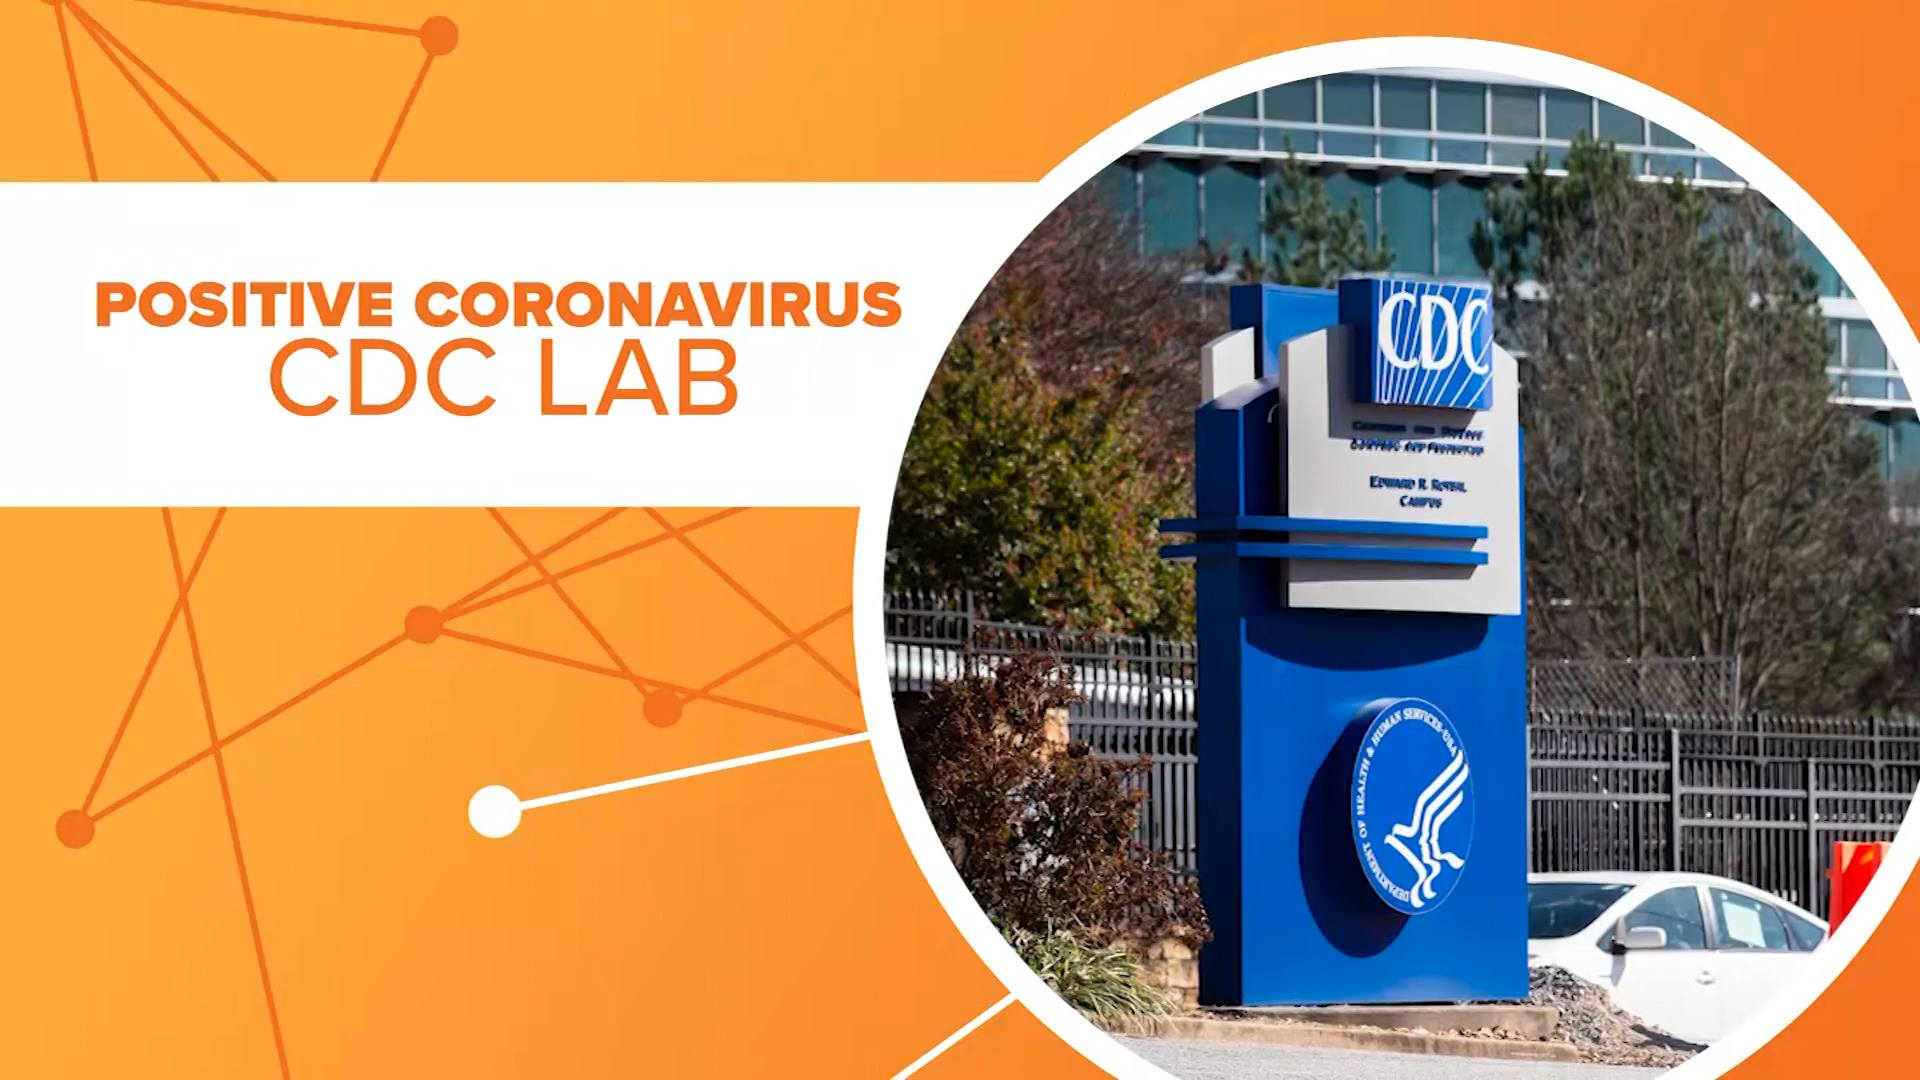 POSITIVE CORONAVIRUS
CDC LAB
CDC
CENTERS FOR DISEASE
CONTROL AND PREVENTION
EDWARD R. ROYBAL
CAMPUS
DEPARTMENT OF HEALTH & HUMAN SERVICES·USA